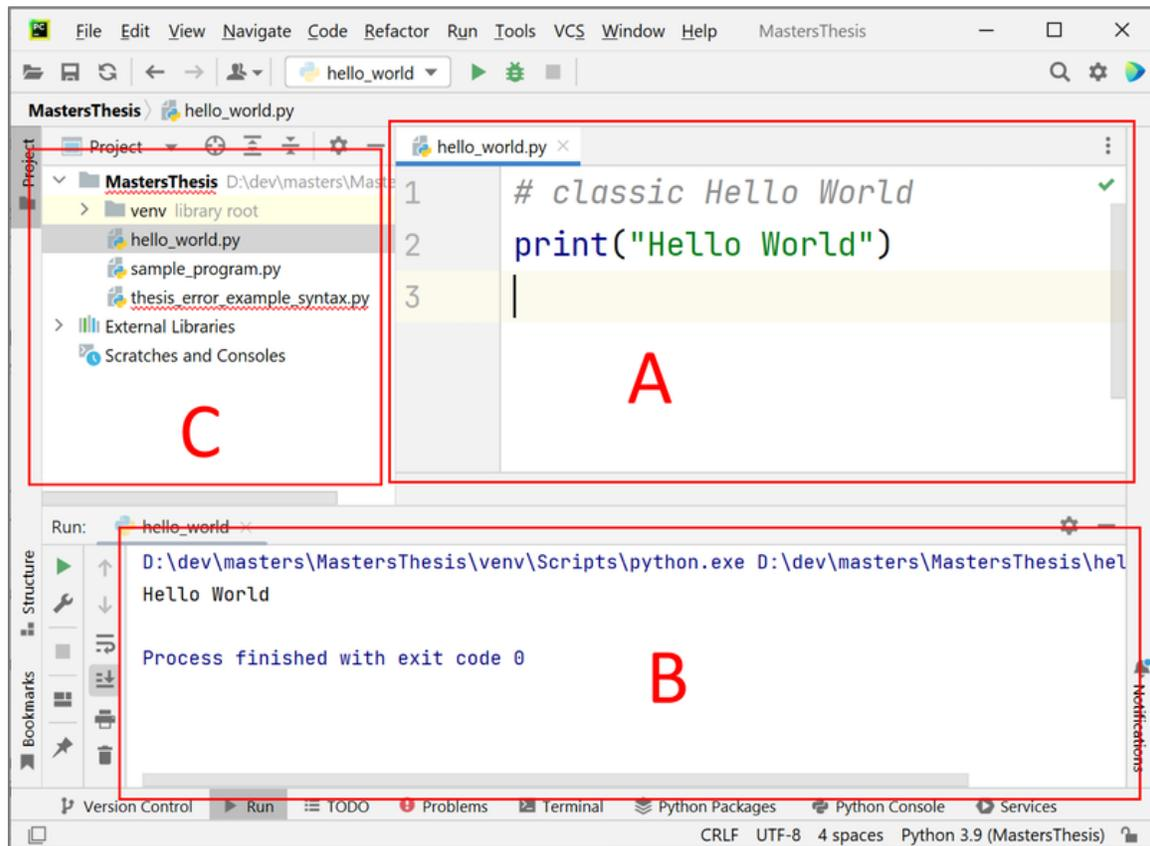 PC File Edit View Navigate Code Refactor Run Tools VCS Window Help MastersThesis
hello_world
MastersThesis hello_world.py
Project
Project
MastersThesis D:\dev\masters\Maste
venv library root
hello_world.py
sample_program.py
thesis_error_example_syntax.py
External Libraries
Scratches and Consoles
C
hello_world.py
1 # classic Hello World
2 print("Hello World")
3
A
Run: hello_world
D:\dev\masters\MastersThesis\venv\Scripts\python.exe D:\dev\masters\MastersThesis\hel
Hello World
Process finished with exit code 0
B
Structure
Bookmarks
Notifications
Version Control Run TODO Problems Terminal Python Packages Python Console Services
CRLF UTF-8 4 spaces Python 3.9 (MastersThesis)